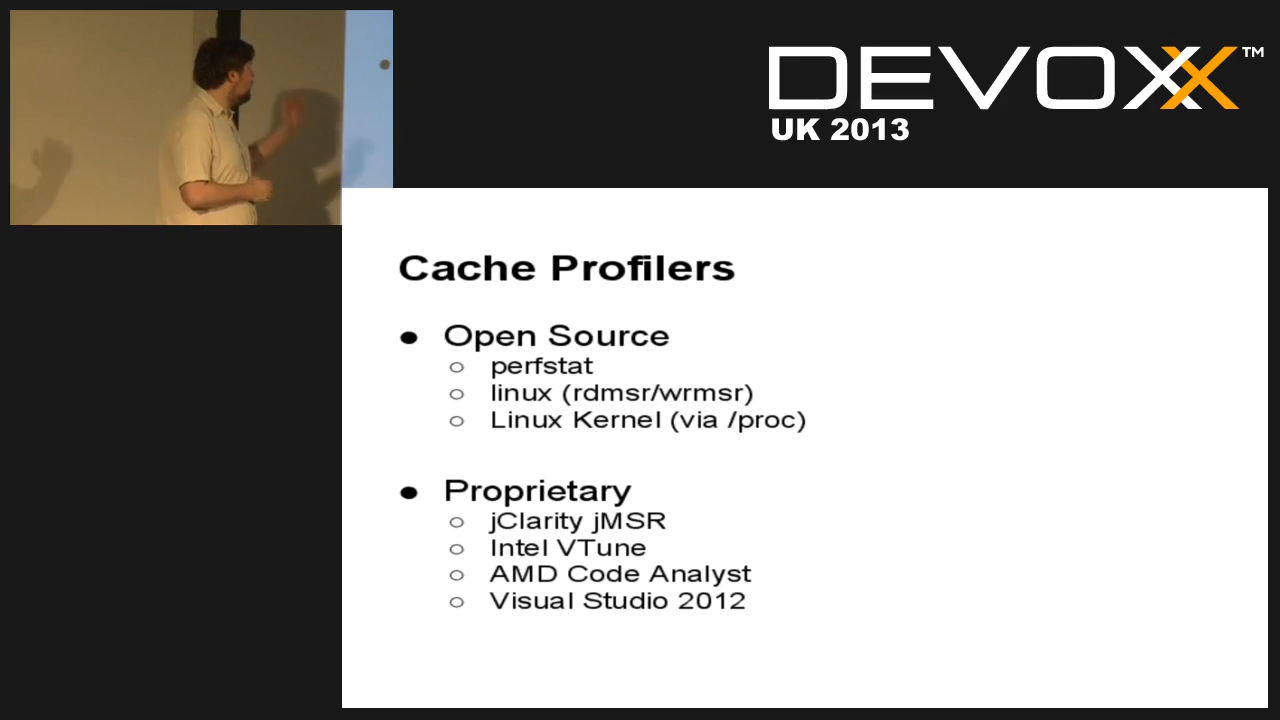 DEVOXX™
UK 2013
Cache Profilers
● Open Source
○ perfstat
○ linux (rdmsr/wrmsr)
○ Linux Kernel (via /proc)
● Proprietary
○ jClarity jMSR
○ Intel VTune
○ AMD Code Analyst
○ Visual Studio 2012